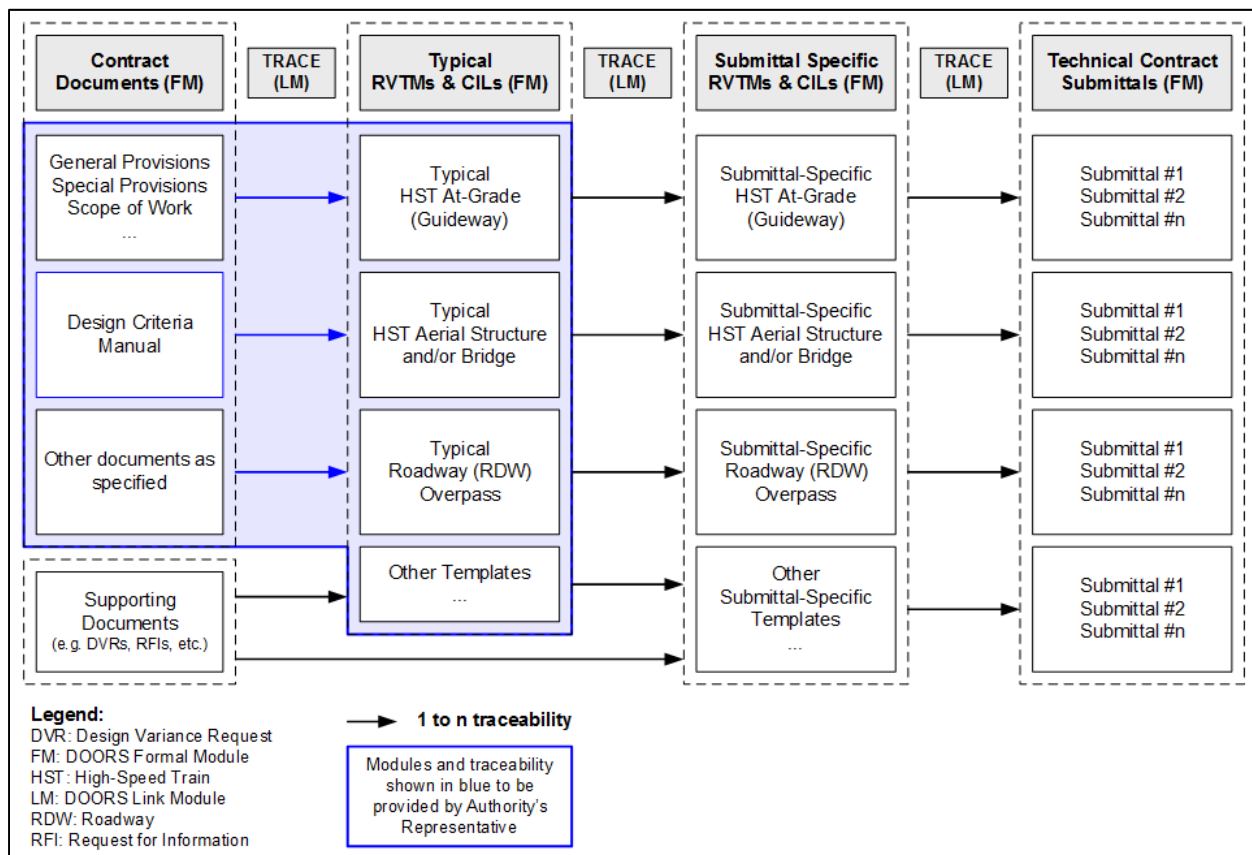 Contract
Documents (FM)
TRACE
(LM)
Typical
RVTMs & CILs (FM)
TRACE
(LM)
Submittal Specific
RVTMs & CILs (FM)
TRACE
(LM)
Technical Contract
Submittals (FM)
General Provisions
Special Provisions
Scope of Work
...
Typical
HST At-Grade
(Guideway)
Submittal-Specific
HST At-Grade
(Guideway)
Submittal #1
Submittal #2
Submittal #n
Design Criteria
Manual
Typical
HST Aerial Structure
and/or Bridge
Submittal-Specific
HST Aerial Structure
and/or Bridge
Submittal #1
Submittal #2
Submittal #n
Other documents as
specified
Typical
Roadway (RDW)
Overpass
Submittal-Specific
Roadway (RDW)
Overpass
Submittal #1
Submittal #2
Submittal #n
Supporting
Documents
(e.g. DVRs, RFIs, etc.)
Other Templates
...
Other
Submittal-Specific
Templates
...
Submittal #1
Submittal #2
Submittal #n
Legend:
DVR: Design Variance Request
FM: DOORS Formal Module
HST: High-Speed Train
LM: DOORS Link Module
RDW: Roadway
RFI: Request for Information
1 to n traceability
Modules and traceability
shown in blue to be
provided by Authority's
Representative